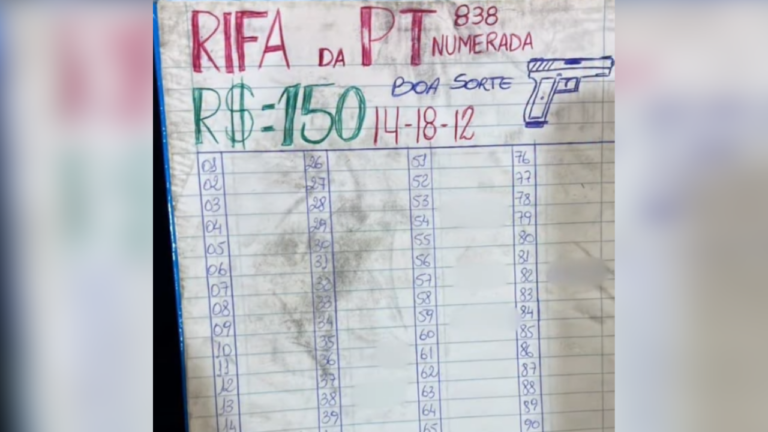 RIFA DA PT 838
NUMERADA
BOA SORTE
R$=150 14-18-12
01 26 51 76
02 27 52 77
03 28 53 78
04 29 54 79
05 30 55 80
06 31 56 81
07 32 57 82
08 33 58 83
09 34 59 84
10 35 60 85
11 36 61 86
12 37 62 87
13 38 63 88
14 39 64 89
65 90